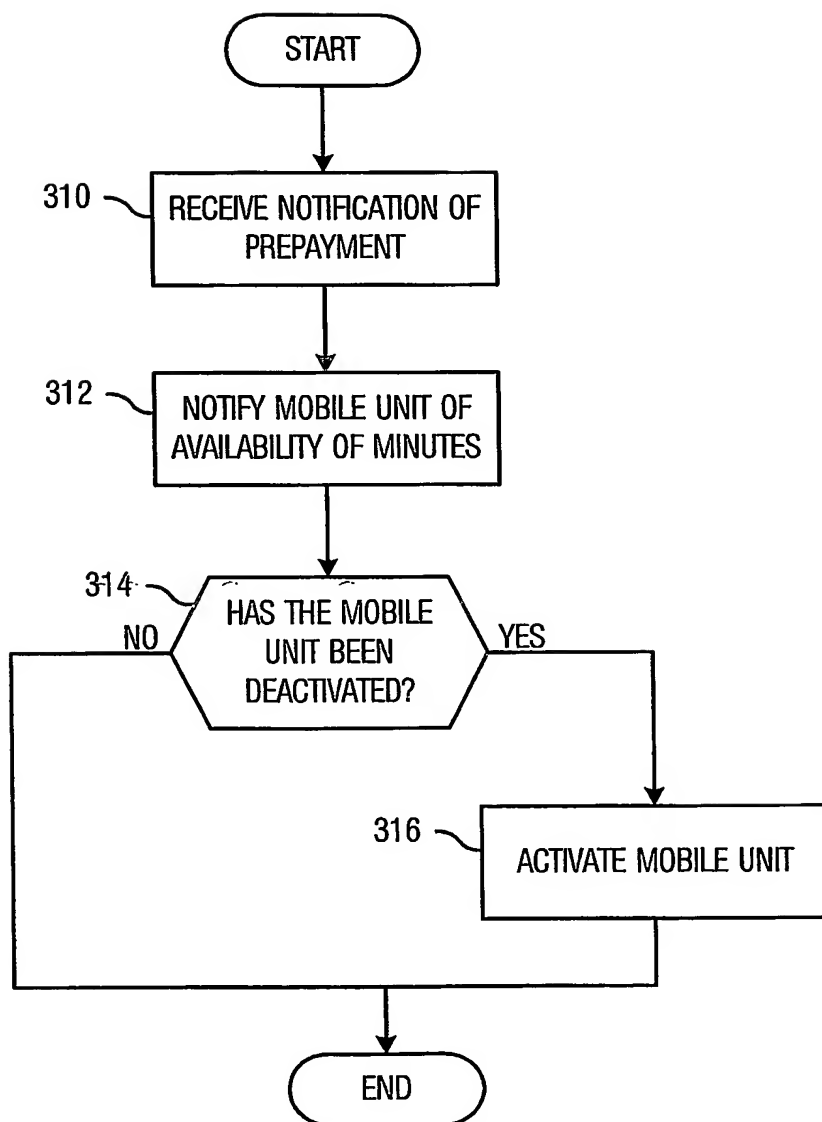 START
310
RECEIVE NOTIFICATION OF
PREPAYMENT
312
NOTIFY MOBILE UNIT OF
AVAILABILITY OF MINUTES
314
HAS THE MOBILE
UNIT BEEN
DEACTIVATED?
NO
YES
316
ACTIVATE MOBILE UNIT
END